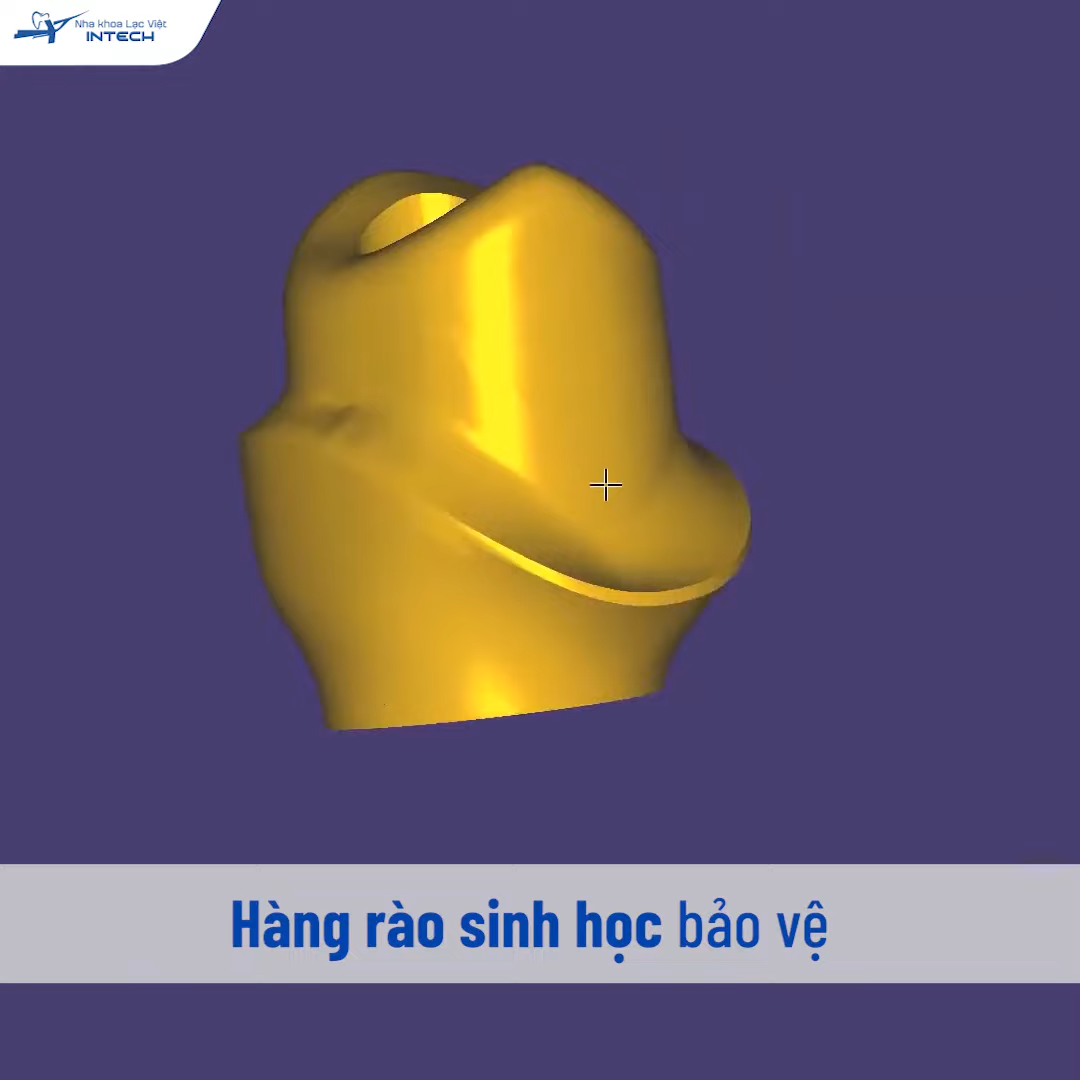 Nha khoa Lạc Việt
INTECH
Hàng rào sinh học bảo vệ